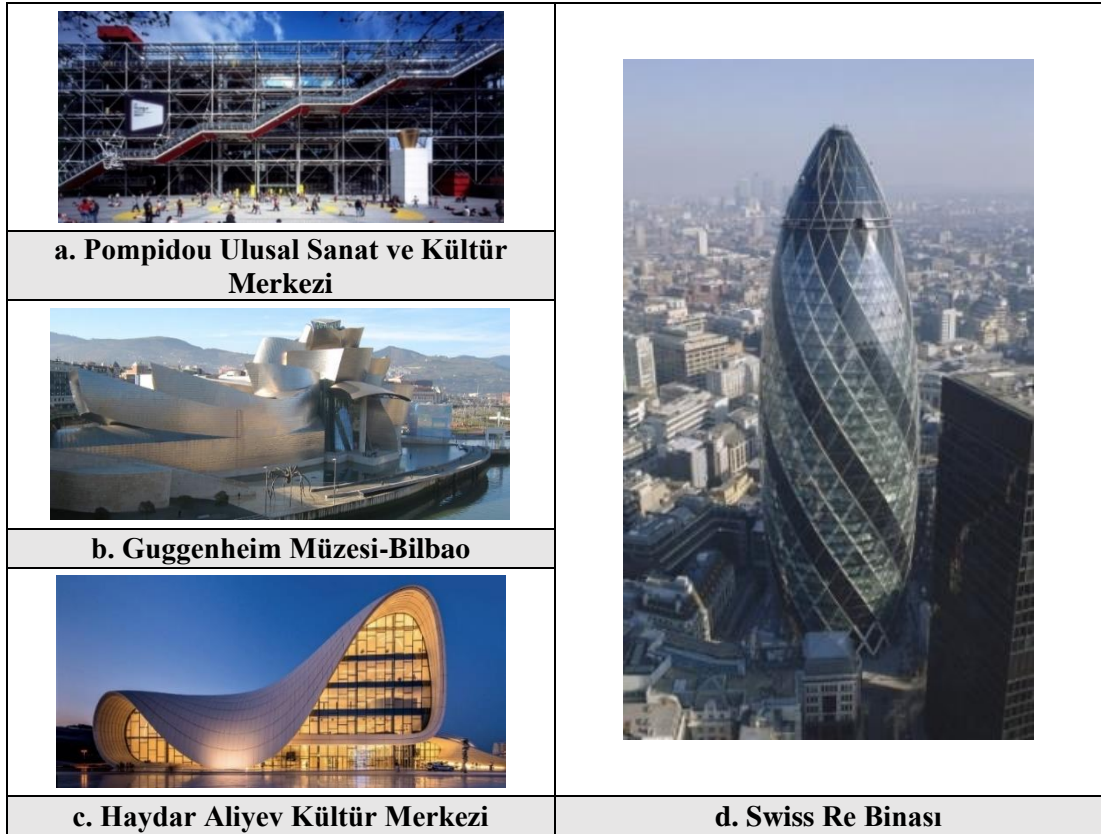 a. Pompidou Ulusal Sanat ve Kültür
Merkezi
b. Guggenheim Müzesi-Bilbao
c. Haydar Aliyev Kültür Merkezi
d. Swiss Re Binası